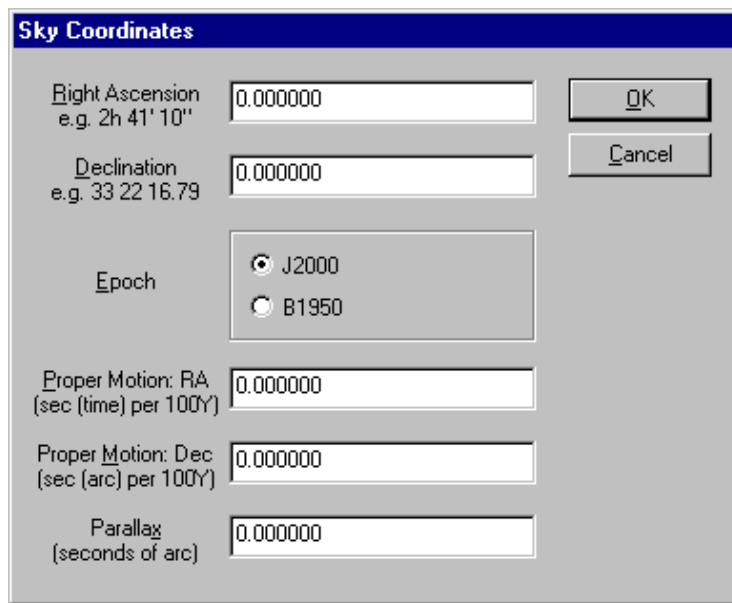 Sky Coordinates
Right Ascension
e.g. 2h 41' 10"
0.000000
OK
Declination
e.g. 33 22 16.79
0.000000
Cancel
Epoch
J2000
B1950
Proper Motion: RA
(sec (time) per 100Y)
0.000000
Proper Motion: Dec
(sec (arc) per 100Y)
0.000000
Parallax
(seconds of arc)
0.000000